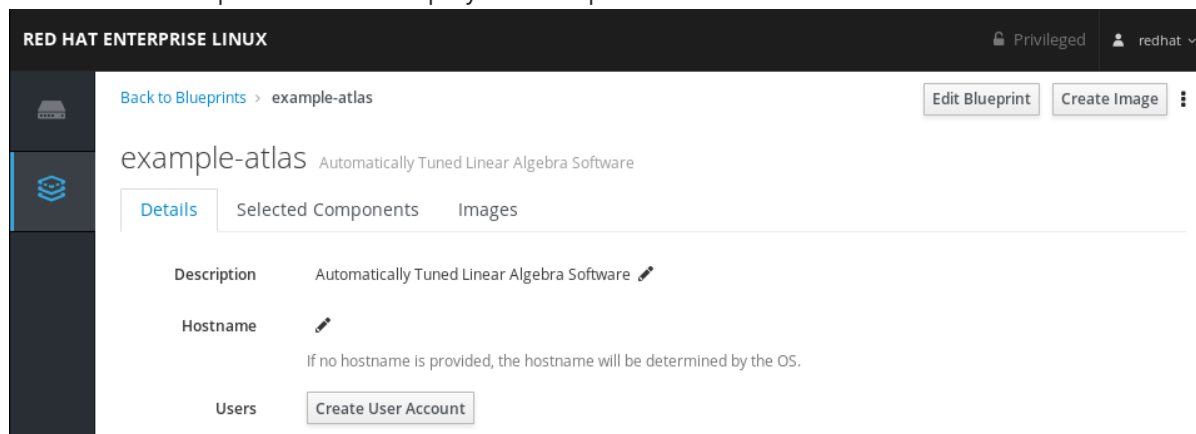 RED HAT ENTERPRISE LINUX Privileged redhat
Back to Blueprints > example-atlas Edit Blueprint Create Image
example-atlas Automatically Tuned Linear Algebra Software
Details Selected Components Images
Description Automatically Tuned Linear Algebra Software
Hostname
If no hostname is provided, the hostname will be determined by the OS.
Users Create User Account